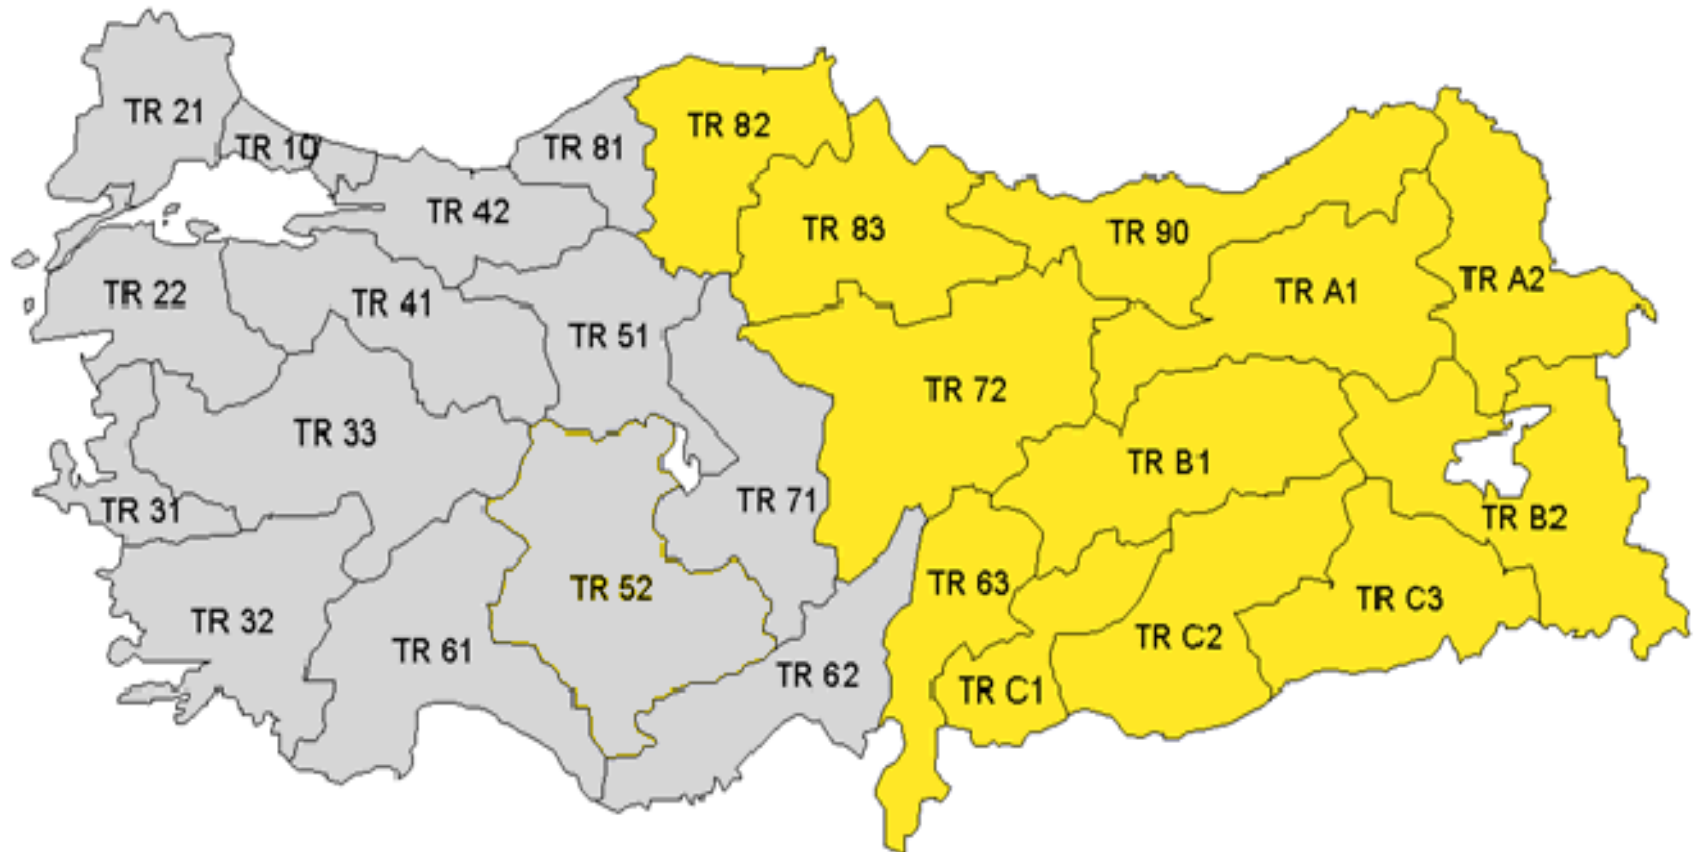 TR 21
TR 10
TR 81
TR 82
TR 42
TR 83
TR 90
TR 22
TR 41
TR 51
TR A1
TR A2
TR 72
TR 33
TR B1
TR 31
TR 71
TR B2
TR 52
TR 63
TR C3
TR 32
TR 61
TR C2
TR 62
TR C1